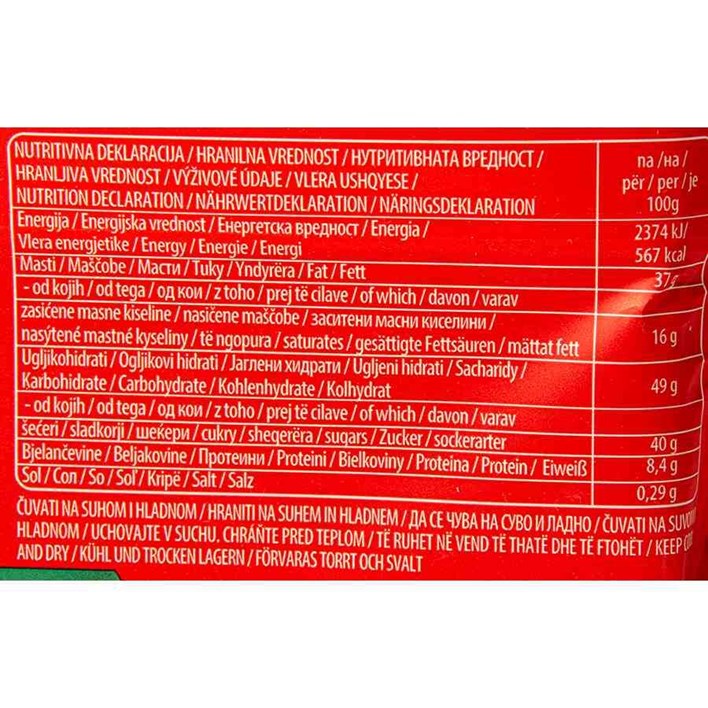 NUTRITIVNA DEKLARACIJA / HRANILNA VREDNOST / НУТРИТИВНАТА ВРЕДНОСТ /
HRANLJIVA VREDNOST / VÝŽIVOVÉ ÚDAJE / VLERA USHQYESE /
NUTRITION DECLARATION / NÄHRWERTDEKLARATION / NÄRINGSDEKLARATION
na /на /
për / per / je
100g
Energija / Energijska vrednost / Енергетска вредност / Energia /
Vlera energjetike / Energy / Energie / Energi
2374 kJ/
567 kcal
Masti / Maščobe / Масти / Tuky / Yndyrëra / Fat / Fett
37g
- od kojih / od tega / од кои / z toho / prej të cilave / of which / davon / varav
zasićene masne kiseline / nasičene maščobe / заситени масни киселини /
nasýtené mastné kyseliny / të ngopura / saturates / gesättigte Fettsäuren / mättat fett
16 g
Ugljikohidrati / Ogljikovi hidrati / Јаглени хидрати / Ugljeni hidrati / Sacharidy /
Karbohidrate / Carbohydrate / Kohlenhydrate / Kolhydrat
49 g
- od kojih / od tega / од кои / z toho / prej të cilave / of which / davon / varav
šećeri / sladkorji / шеќери / cukry / sheqerëra / sugars / Zucker / sockerarter
40 g
Bjelančevine / Beljakovine / Протеини / Proteini / Bielkoviny / Proteina / Protein / Eiweiß
8,4 g
Sol / Con / So / Soľ / Kripë / Salt / Salz
0,29 g
ČUVATI NA SUHOM I HLADNOM / HRANITI NA SUHEM IN HLADNEM / ДА СЕ ЧУВА НА СУВО И ЛАДНО / ČUVATI NA SUVOM
HLADNOM / UCHOVAJTE V SUCHU. CHRÁŇTE PRED TEPLOM / TË RUHET NË VEND TË THATË DHE TË FTOHËT / KEEP
AND DRY / KÜHL UND TROCKEN LAGERN / FÖRVARAS TORRT OCH SVALT